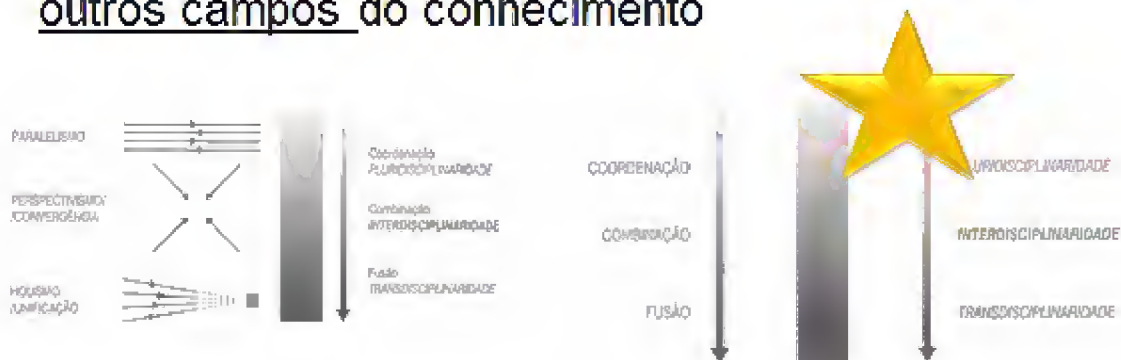 outros campos do conhecimento
PARALELISMO
PERSPECTIVISMO/
/CONVERGÊNCIA
HOLISMO
/UNIFICAÇÃO
Coordenação
PLURIDISCIPLINARIDADE
Combinação
INTERDISCIPLINARIDADE
Fusão
TRANSDISCIPLINARIDADE
COORDENAÇÃO
COMBINAÇÃO
FUSÃO
INTERDISCIPLINARIDADE
TRANSDISCIPLINARIDADE